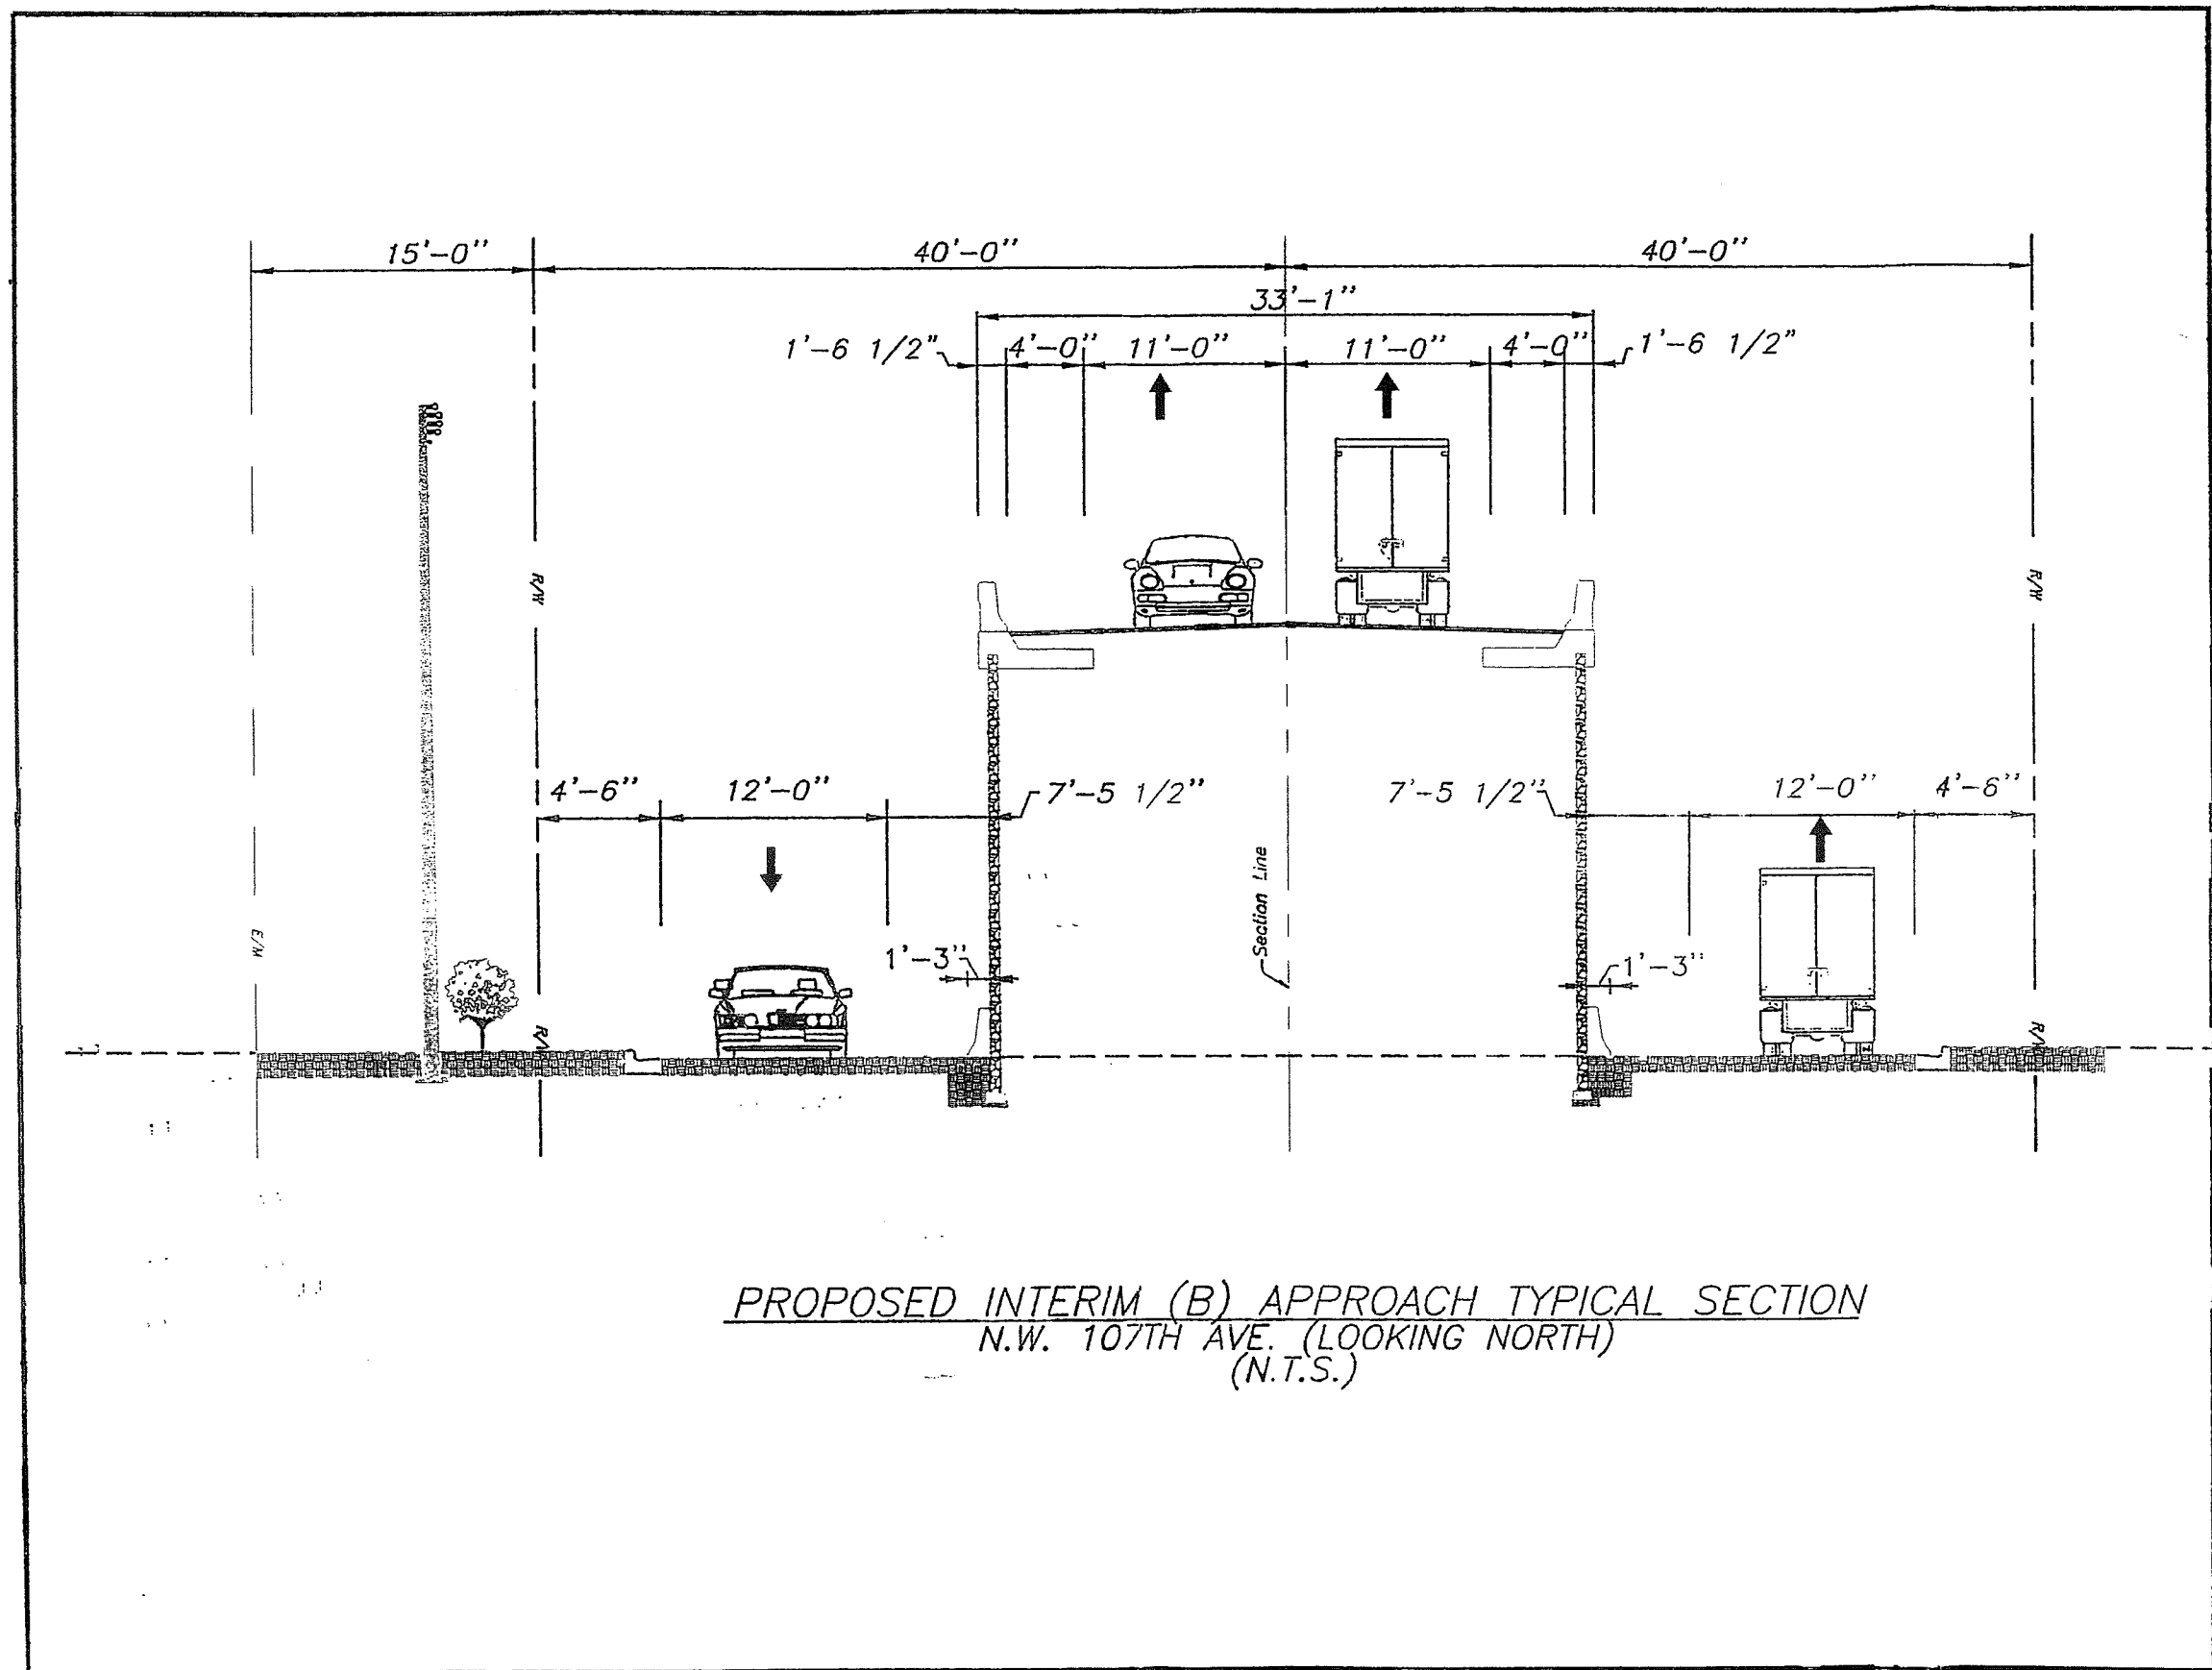 15'-0" 40'-0" 40'-0"
33'-1"
1'-6 1/2" 4'-0" 11'-0" 11'-0" 4'-0" 1'-6 1/2"
R/W R/W
4'-6" 12'-0" 7'-5 1/2" 7'-5 1/2" 12'-0" 4'-6"
Section Line
1'-3" 1'-3"
R/W R/W
PROPOSED INTERIM (B) APPROACH TYPICAL SECTION
N.W. 107TH AVE. (LOOKING NORTH)
(N.T.S.)